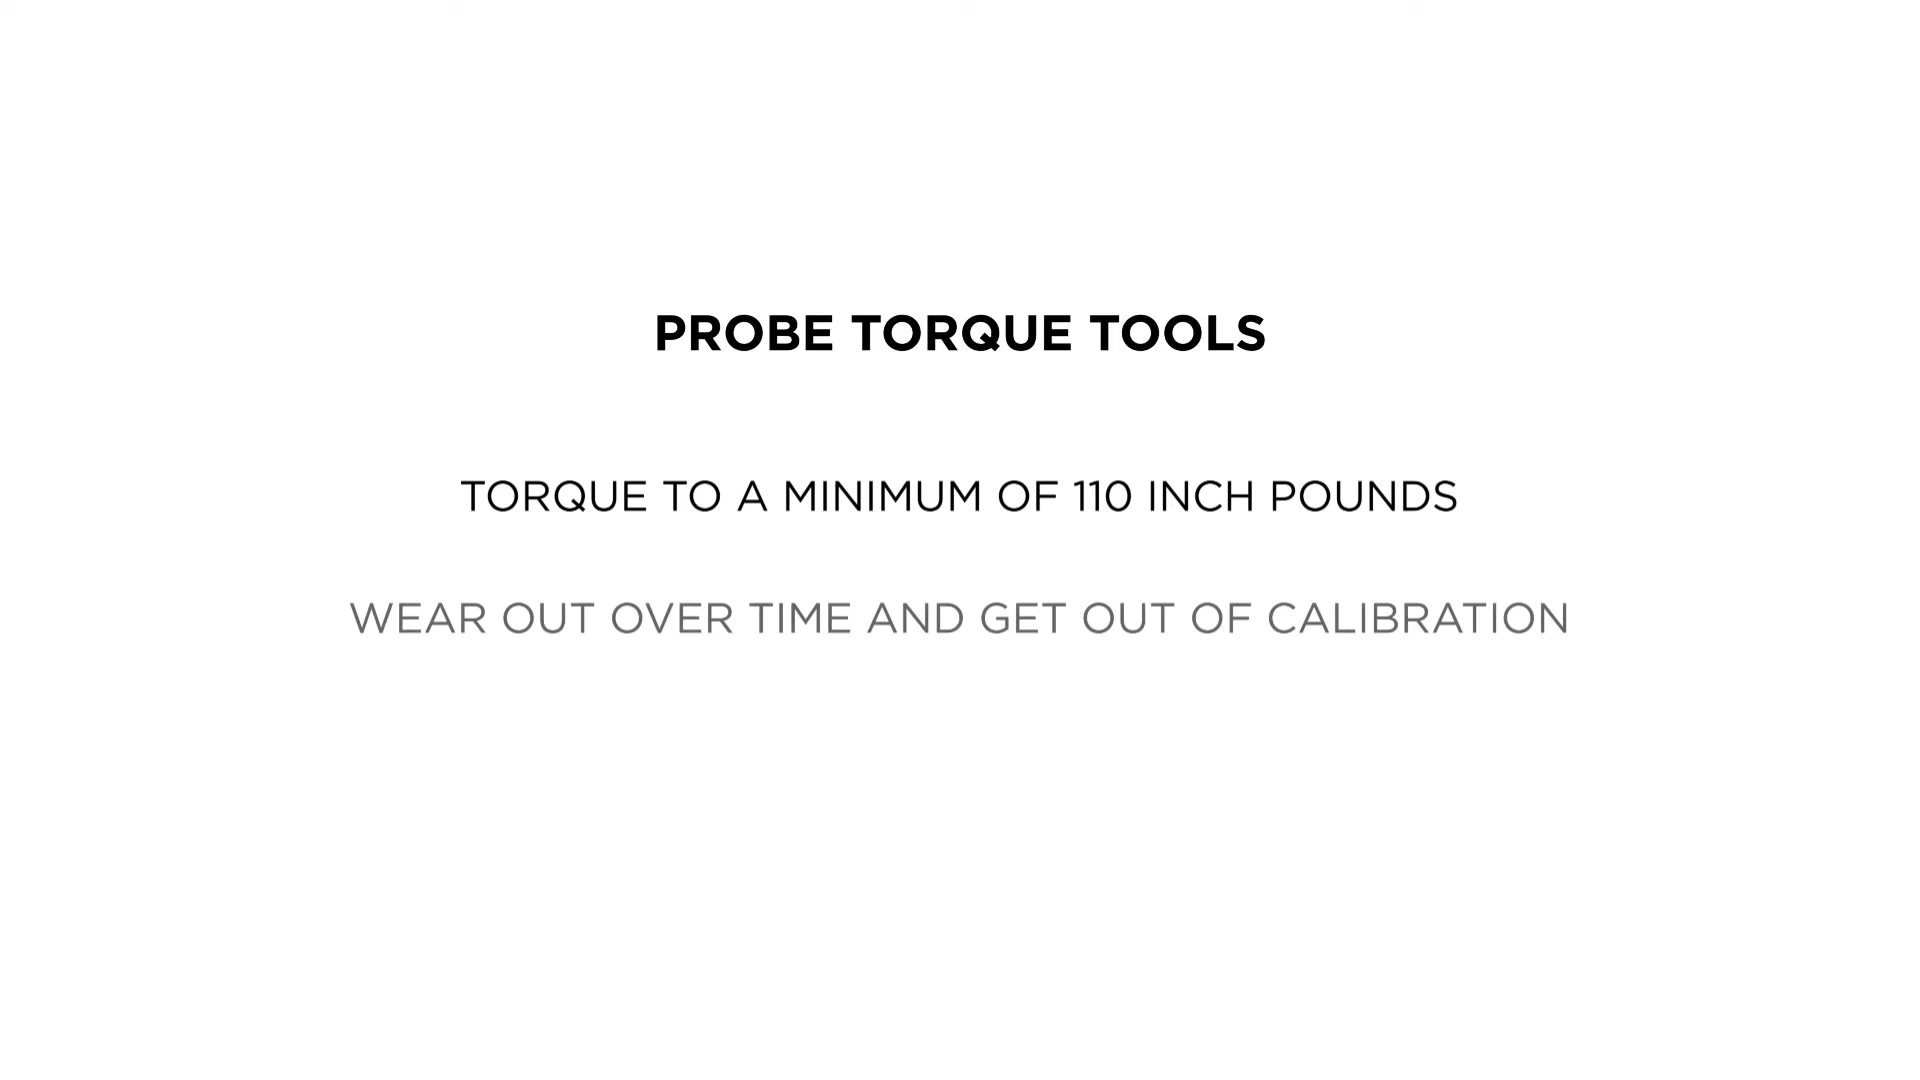 PROBE TORQUE TOOLS
TORQUE TO A MINIMUM OF 110 INCH POUNDS
WEAR OUT OVER TIME AND GET OUT OF CALIBRATION